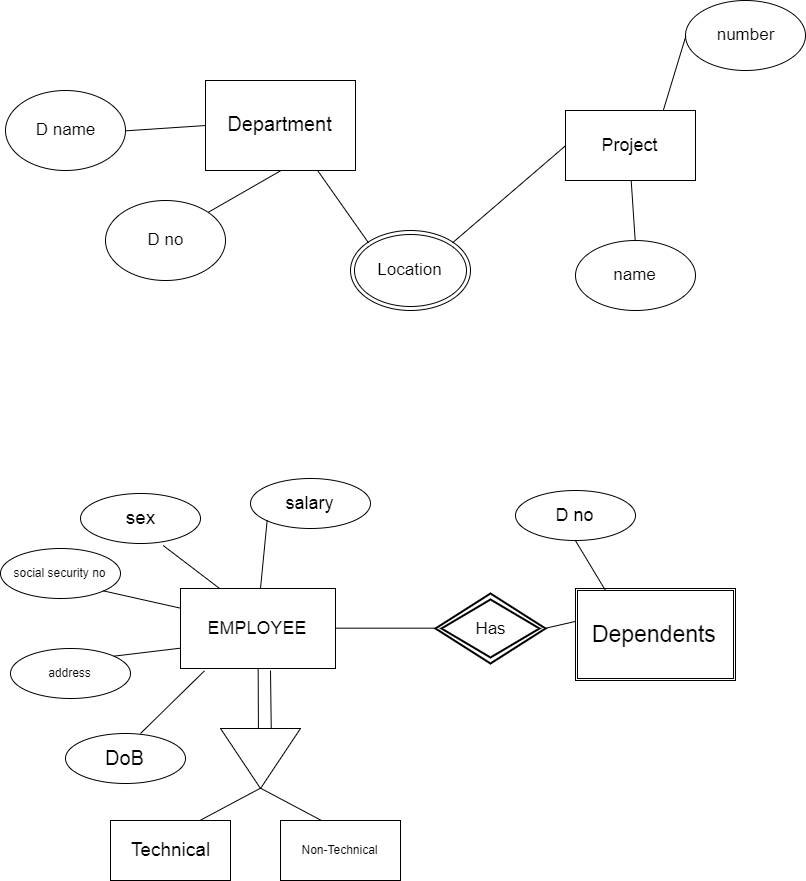 number
Department
D name
Project
D no
Location
name
salary
sex
D no
social security no
EMPLOYEE
Has
Dependents
address
DoB
Technical
Non-Technical